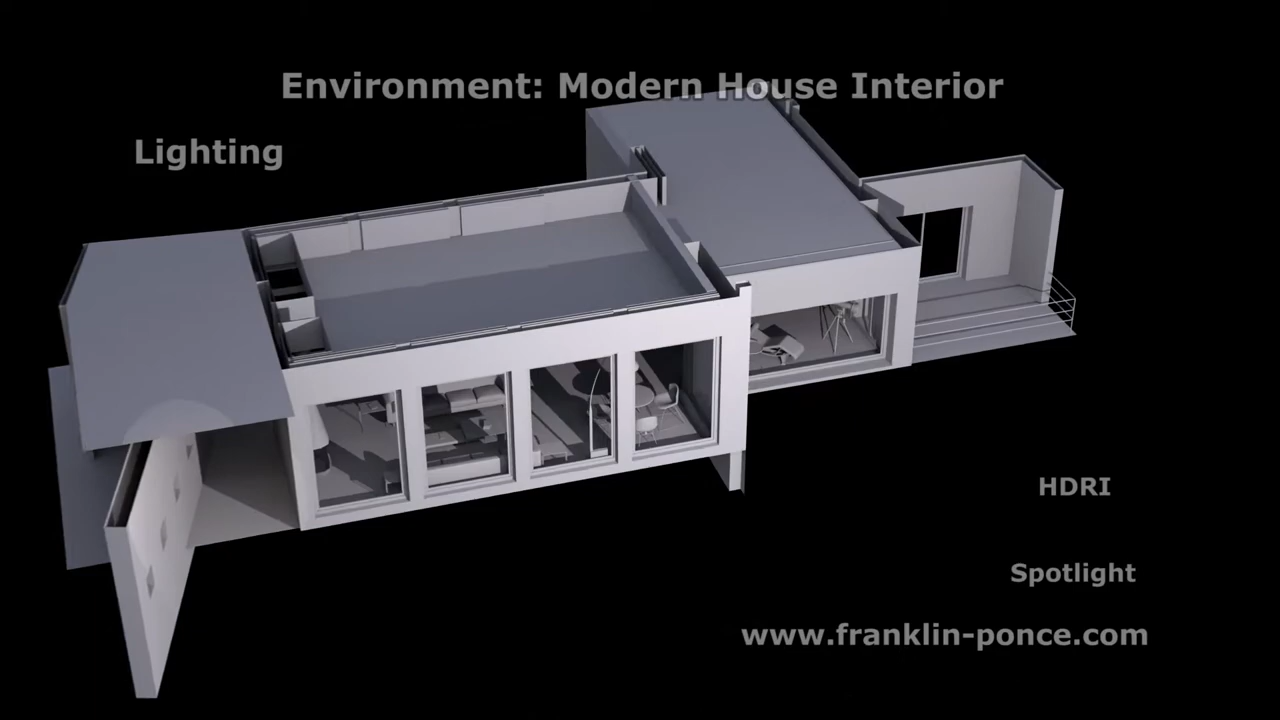 Environment: Modern House Interior
Lighting
HDRI
Spotlight
www.franklin-ponce.com